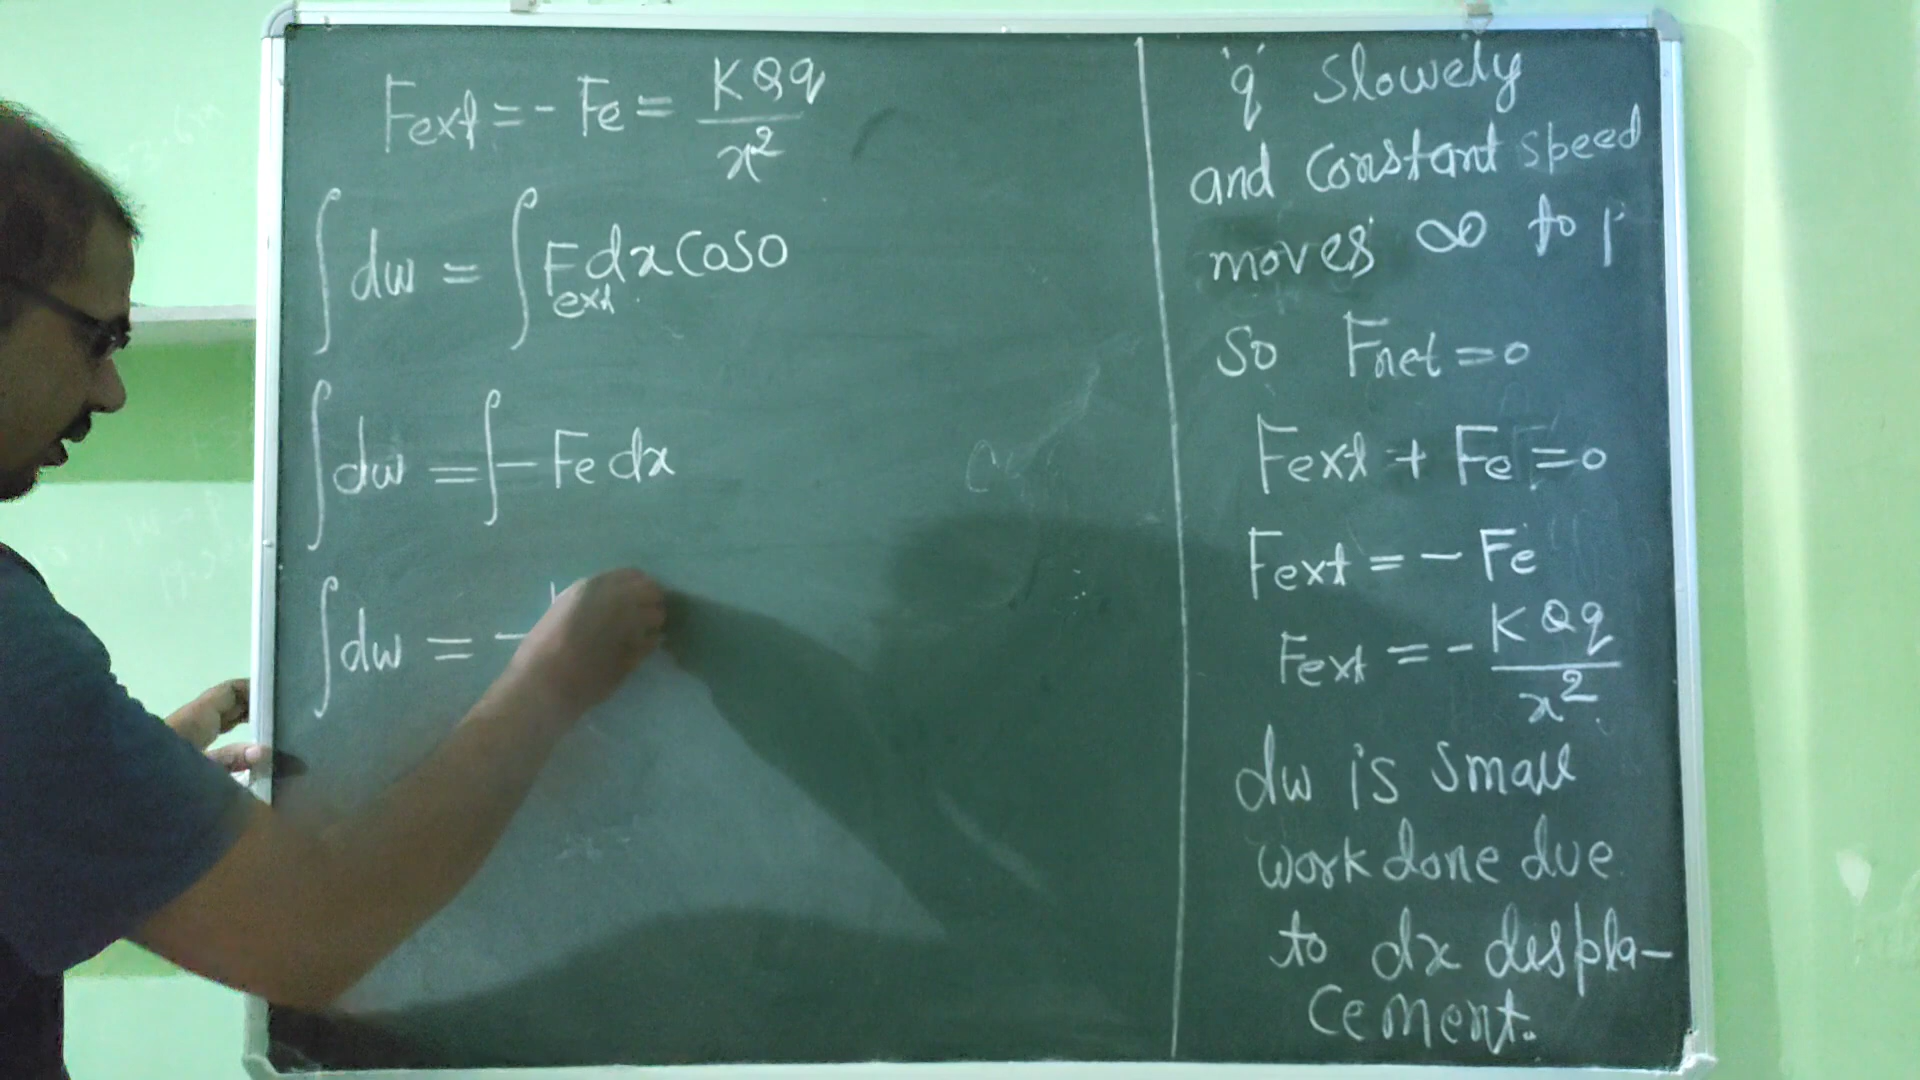 Fext = - Fe = KQq / x²
∫dw = ∫Fext dx Cos0
∫dw = ∫- Fe dx
∫dw = -
'q' Slowely
and Constant speed
moves ∞ to p
So Fnet = 0
Fext + Fe = 0
Fext = - Fe
Fext = - KQq / x²
dw is small
work done due
to dx displa-
cement.